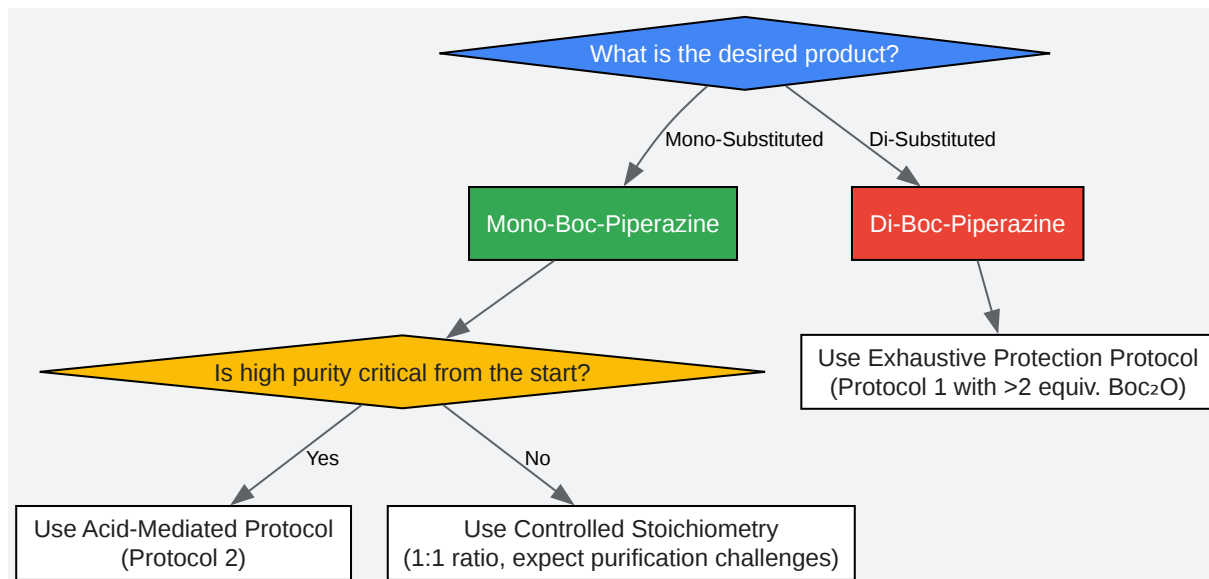 What is the desired product?
Mono-Substituted
Di-Substituted
Mono-Boc-Piperazine
Di-Boc-Piperazine
Is high purity critical from the start?
Use Exhaustive Protection Protocol
(Protocol 1 with >2 equiv. Boc₂O)
Yes
No
Use Acid-Mediated Protocol
(Protocol 2)
Use Controlled Stoichiometry
(1:1 ratio, expect purification challenges)